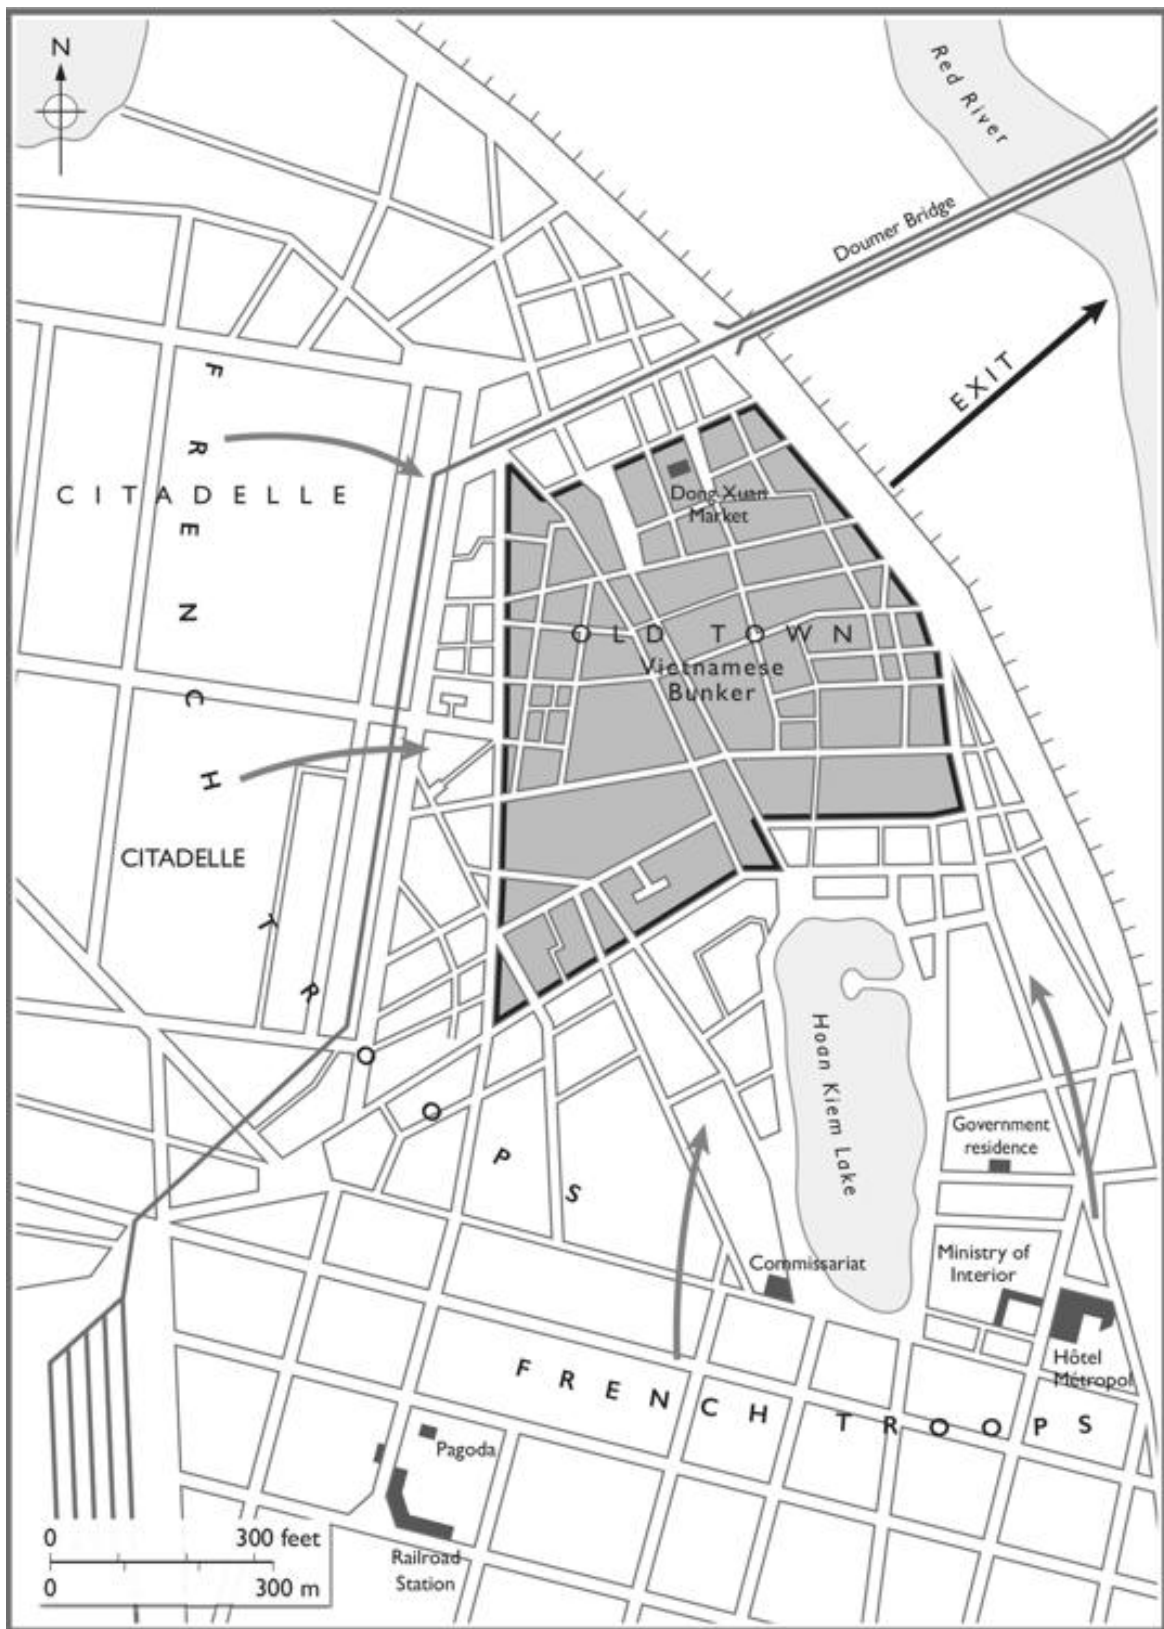 N
Red River
Doumer Bridge
EXIT
FRENCH TROOPS
CITADELLE
Dong Xuan
Market
OLD TOWN
Vietnamese
Bunker
CITADELLE
Hoan Kiem Lake
Government
residence
Commissariat
Ministry of
Interior
Hôtel
Métropol
FRENCH TROOPS
Pagoda
Railroad
Station
0 300 feet
0 300 m